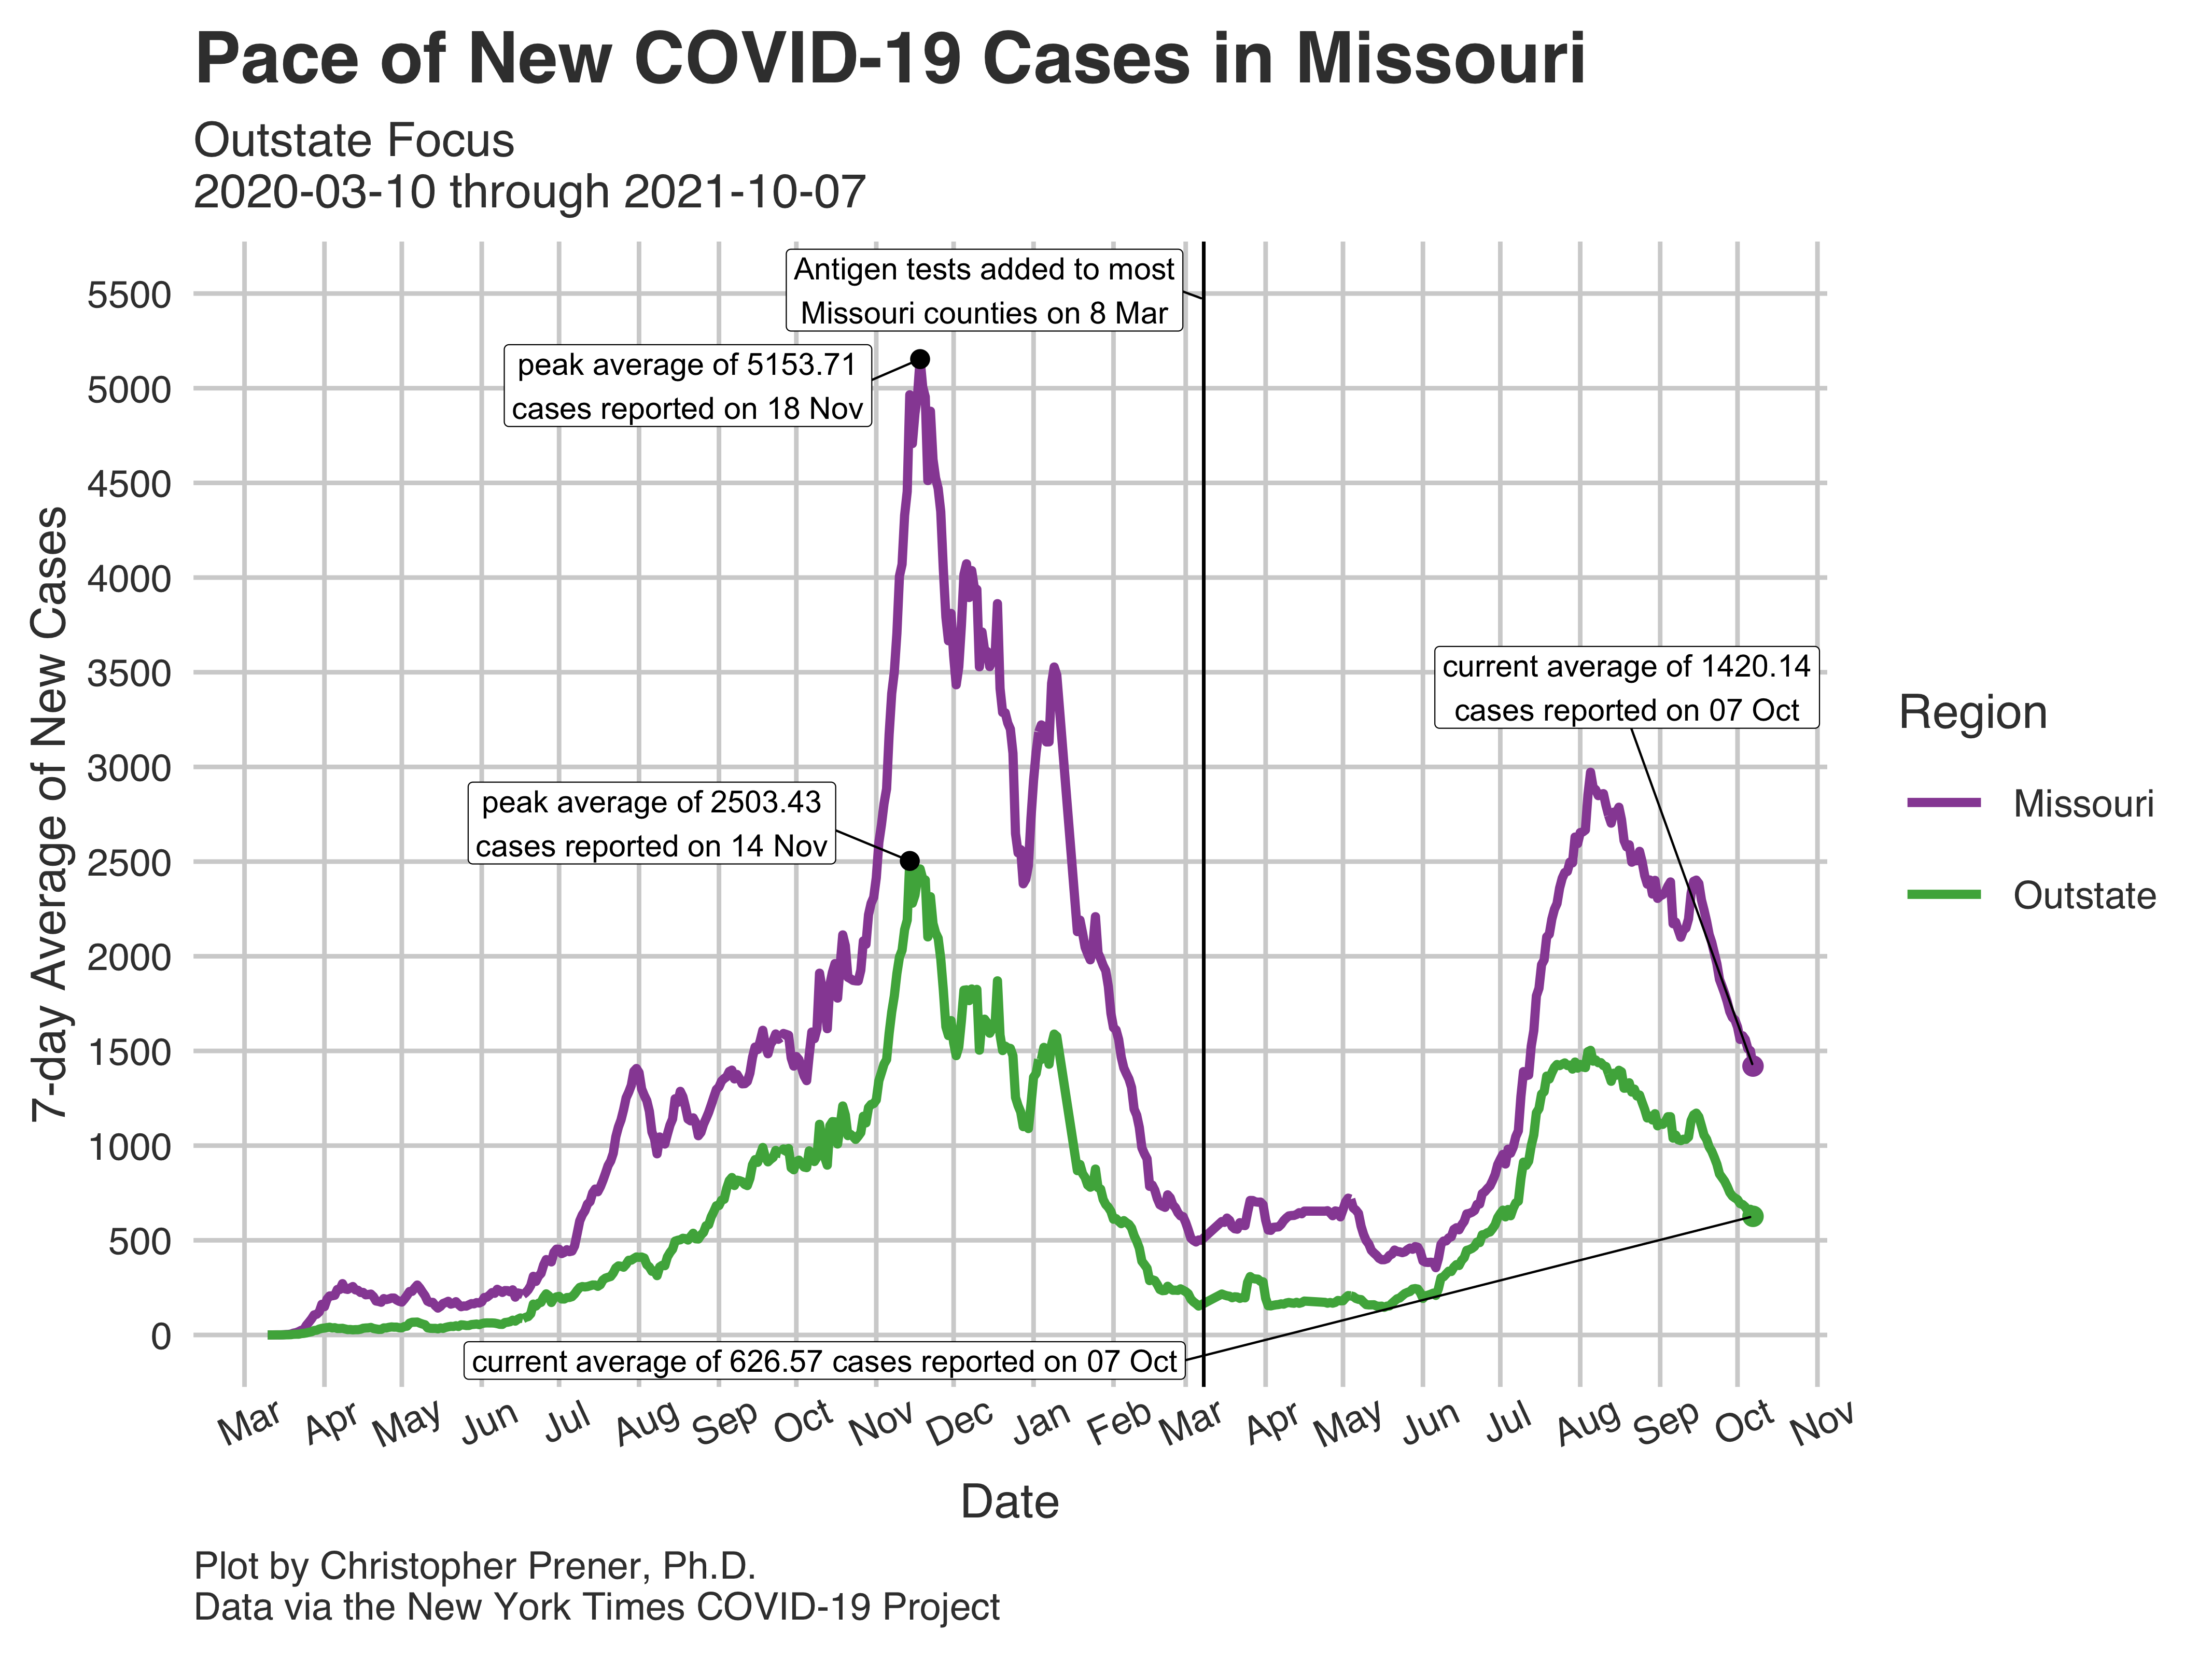 Pace of New COVID-19 Cases in Missouri
Outstate Focus
2020-03-10 through 2021-10-07
Antigen tests added to most
Missouri counties on 8 Mar
peak average of 5153.71
cases reported on 18 Nov
current average of 1420.14
cases reported on 07 Oct
peak average of 2503.43
cases reported on 14 Nov
current average of 626.57 cases reported on 07 Oct
7-day Average of New Cases
5500
5000
4500
4000
3500
3000
2500
2000
1500
1000
500
0
Mar Apr May Jun Jul Aug Sep Oct Nov Dec Jan Feb Mar Apr May Jun Jul Aug Sep Oct Nov
Date
Region
Missouri
Outstate
Plot by Christopher Prener, Ph.D.
Data via the New York Times COVID-19 Project